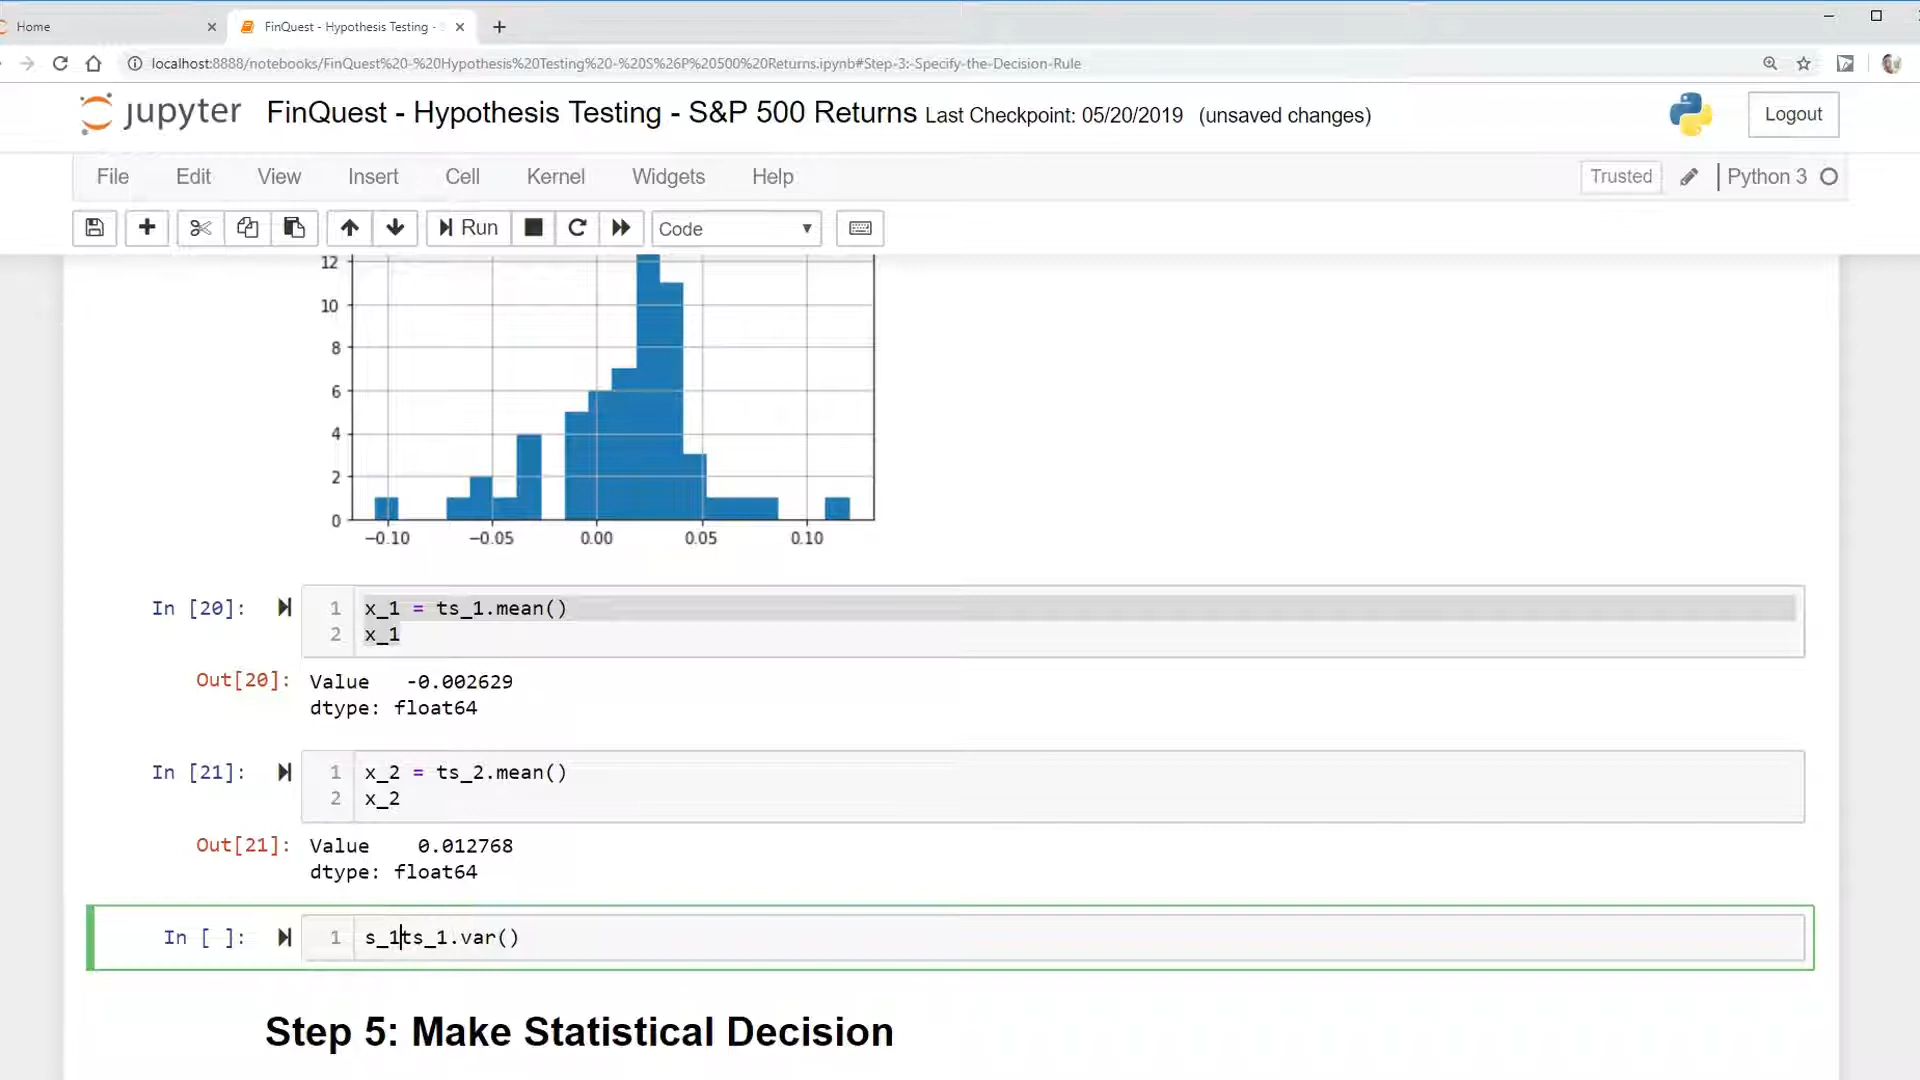 Home
FinQuest - Hypothesis Testing -
localhost:8888/notebooks/FinQuest%20-%20Hypothesis%20Testing%20-%20S%26P%20500%20Returns.ipynb#Step-3:-Specify-the-Decision-Rule
jupyter FinQuest - Hypothesis Testing - S&P 500 Returns Last Checkpoint: 05/20/2019 (unsaved changes) Logout
File Edit View Insert Cell Kernel Widgets Help Trusted Python 3
Run Code
12
10
8
6
4
2
0
−0.10 −0.05 0.00 0.05 0.10
In [20]: 1 x_1 = ts_1.mean()
2 x_1
Out[20]: Value -0.002629
dtype: float64
In [21]: 1 x_2 = ts_2.mean()
2 x_2
Out[21]: Value 0.012768
dtype: float64
In [ ]: 1 s_1ts_1.var()
Step 5: Make Statistical Decision